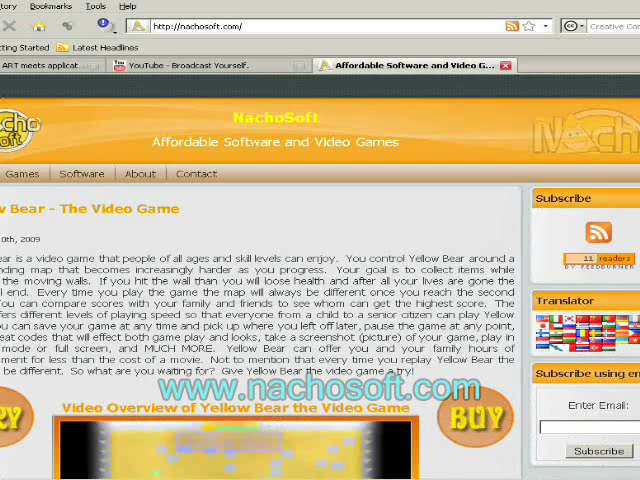 tory Bookmarks Tools Help
http://nachosoft.com/
Creative Com
tting Started Latest Headlines
ART meets applicat... YouTube - Broadcast Yourself. Affordable Software and Video G...
Nacho
Soft
NachoSoft
Affordable Software and Video Games
Nacho
Games Software About Contact
w Bear - The Video Game
0th, 2009
ear is a video game that people of all ages and skill levels can enjoy. You control Yellow Bear around a
nding map that becomes increasingly harder as you progress. Your goal is to collect items while
the moving walls. If you hit the wall than you will loose health and after all your lives are gone the
l end. Every time you play the game the map will always be different once you reach the second
You can compare scores with your family and friends to see whom can get the highest score. The
ffers different levels of playing speed so that everyone from a child to a senior citizen can play Yellow
ou can save your game at any time and pick up where you left off later, pause the game at any point,
eat codes that will effect both game play and looks, take a screenshot (picture) of your game, play in
mode or full screen, and MUCH MORE. Yellow Bear can offer you and your family hours of
nment for less than the cost of a movie. Not to mention that every time you replay Yellow Bear the
be different. So what are you waiting for? Give Yellow Bear the video game a try!
www.nachosoft.com
Video Overview of Yellow Bear the Video Game
BUY
Subscribe
11 readers
BY FEEDBURNER
Translator
Subscribe using em
Enter Email:
Subscribe